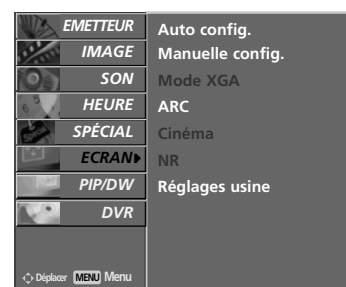 EMETTEUR
IMAGE
SON
HEURE
SPÉCIAL
ECRAN
PIP/DW
DVR
Déplacer MENU Menu
Auto config.
Manuelle config.
Mode XGA
ARC
Cinéma
NR
Réglages usine